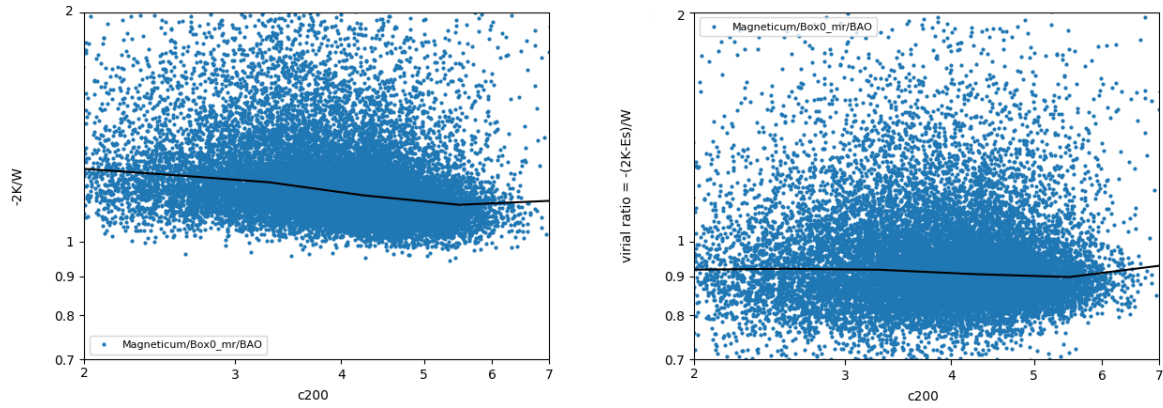 2
-2K/W
1
0.9
0.8
0.7
Magneticum/Box0_mr/BAO
2 3 4 5 6 7
c200
2
Magneticum/Box0_mr/BAO
virial ratio = -(2K-Es)/W
1
0.9
0.8
0.7
2 3 4 5 6 7
c200